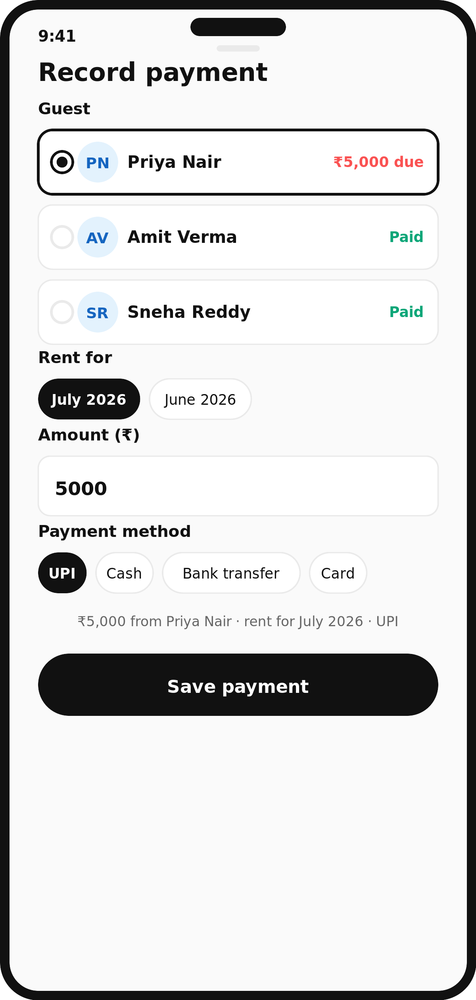 9:41
Record payment
Guest
PN Priya Nair ₹5,000 due
AV Amit Verma Paid
SR Sneha Reddy Paid
Rent for
July 2026 June 2026
Amount (₹)
5000
Payment method
UPI Cash Bank transfer Card
₹5,000 from Priya Nair · rent for July 2026 · UPI
Save payment